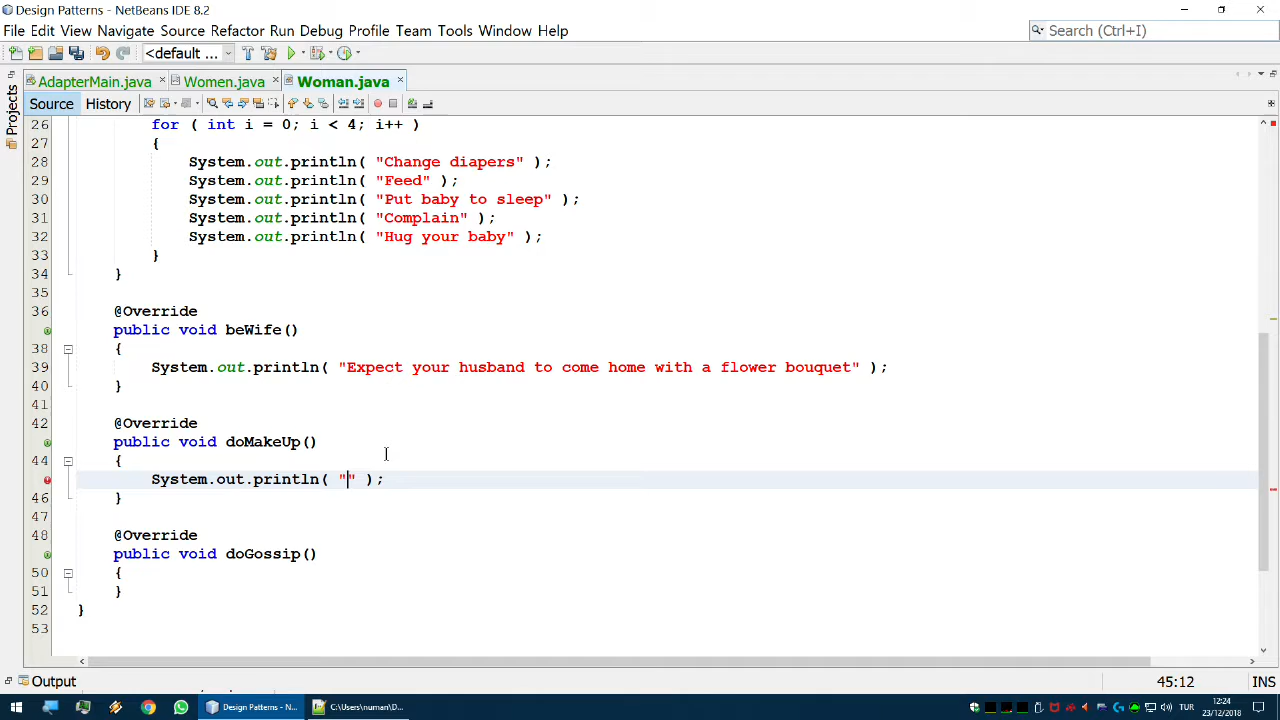 Design Patterns - NetBeans IDE 8.2
File Edit View Navigate Source Refactor Run Debug Profile Team Tools Window Help
Search (Ctrl+I)
<default ...
AdapterMain.java Women.java Woman.java
Projects
Source History
26 for ( int i = 0; i < 4; i++ )
27 {
28 System.out.println( "Change diapers" );
29 System.out.println( "Feed" );
30 System.out.println( "Put baby to sleep" );
31 System.out.println( "Complain" );
32 System.out.println( "Hug your baby" );
33 }
34 }
35
36 @Override
public void beWife()
38 {
39 System.out.println( "Expect your husband to come home with a flower bouquet" );
40 }
41
42 @Override
public void doMakeUp()
44 {
System.out.println( "" );
46 }
47
48 @Override
public void doGossip()
50 {
51 }
52 }
53
Output
45:12 INS
Design Patterns - N... C:\Users\numan\D... TUR 12:24
23/12/2018